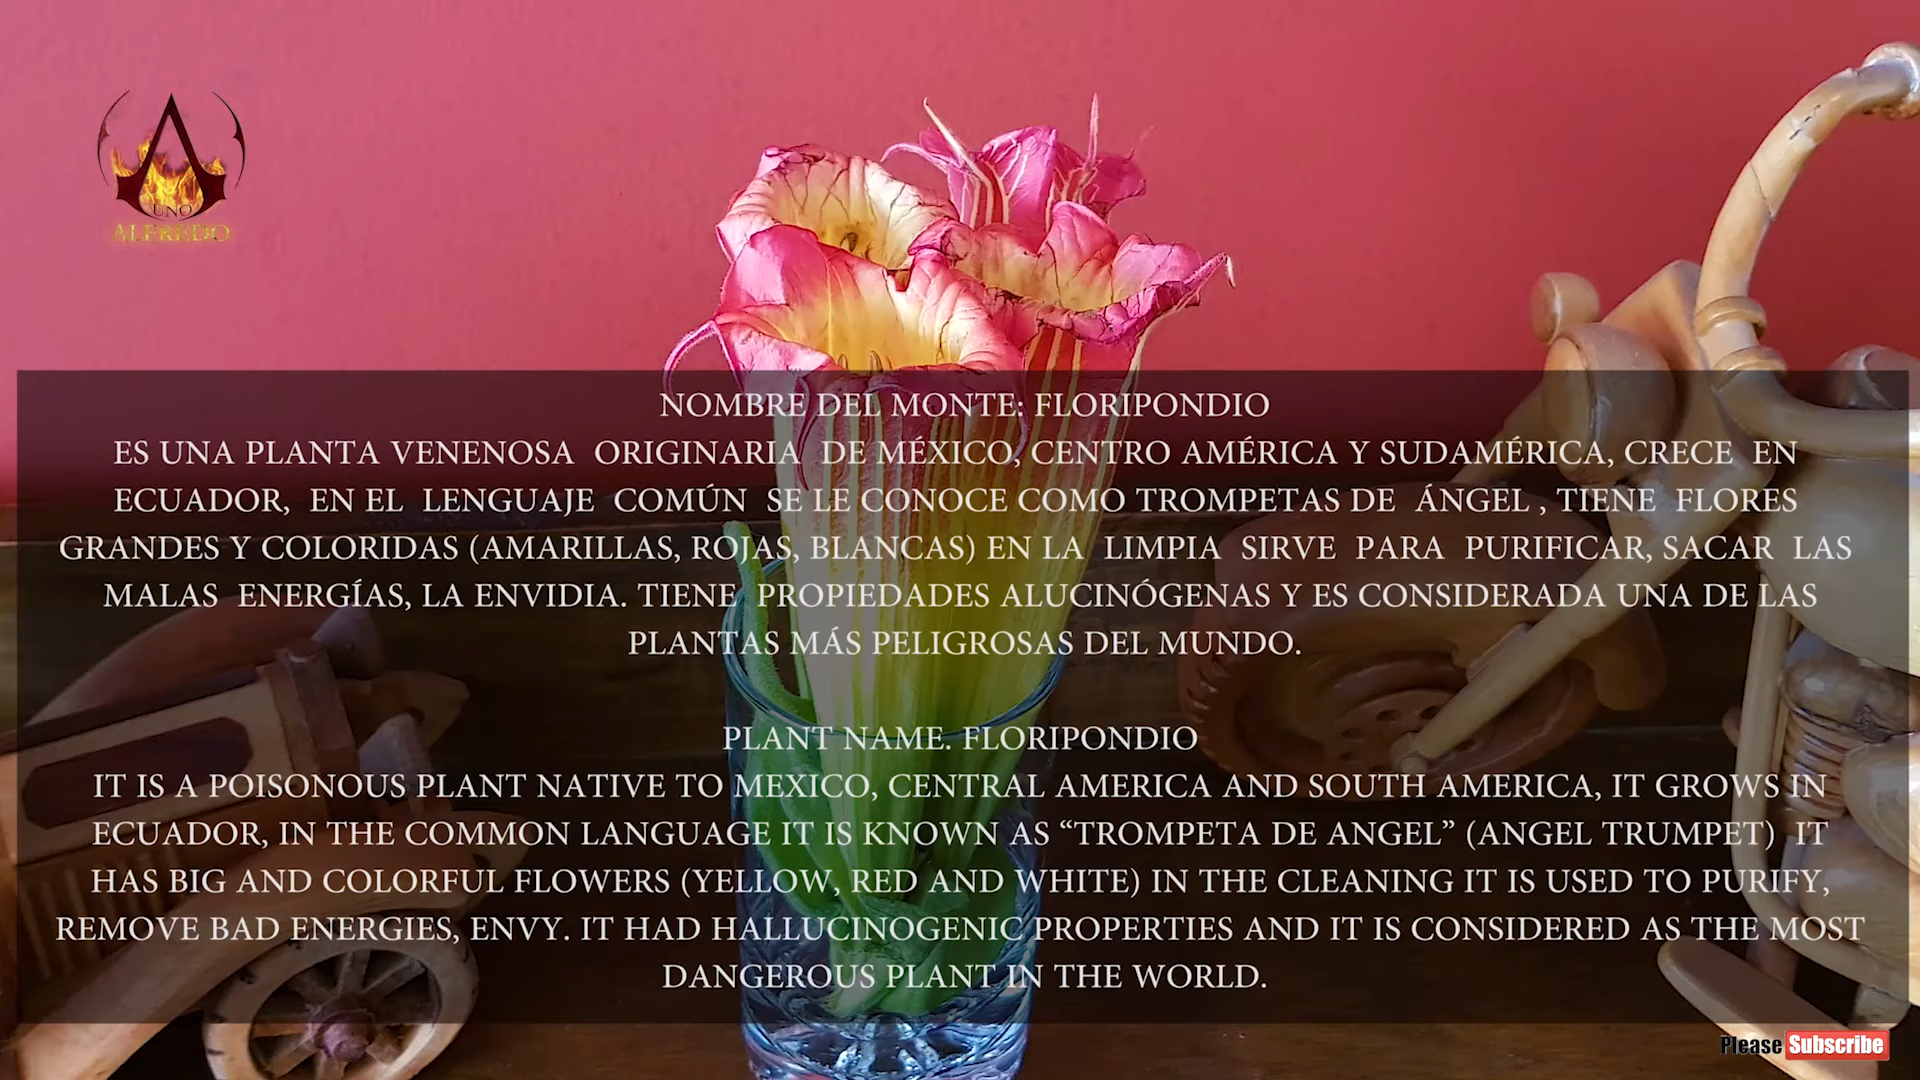 UNO
ALFREDO
NOMBRE DEL MONTE: FLORIPONDIO
ES UNA PLANTA VENENOSA ORIGINARIA DE MÉXICO, CENTRO AMÉRICA Y SUDAMÉRICA, CRECE EN
ECUADOR, EN EL LENGUAJE COMÚN SE LE CONOCE COMO TROMPETAS DE ÁNGEL , TIENE FLORES
GRANDES Y COLORIDAS (AMARILLAS, ROJAS, BLANCAS) EN LA LIMPIA SIRVE PARA PURIFICAR, SACAR LAS
MALAS ENERGÍAS, LA ENVIDIA. TIENE PROPIEDADES ALUCINÓGENAS Y ES CONSIDERADA UNA DE LAS
PLANTAS MÁS PELIGROSAS DEL MUNDO.
PLANT NAME. FLORIPONDIO
IT IS A POISONOUS PLANT NATIVE TO MEXICO, CENTRAL AMERICA AND SOUTH AMERICA, IT GROWS IN
ECUADOR, IN THE COMMON LANGUAGE IT IS KNOWN AS “TROMPETA DE ANGEL” (ANGEL TRUMPET) IT
HAS BIG AND COLORFUL FLOWERS (YELLOW, RED AND WHITE) IN THE CLEANING IT IS USED TO PURIFY,
REMOVE BAD ENERGIES, ENVY. IT HAD HALLUCINOGENIC PROPERTIES AND IT IS CONSIDERED AS THE MOST
DANGEROUS PLANT IN THE WORLD.
Please Subscribe